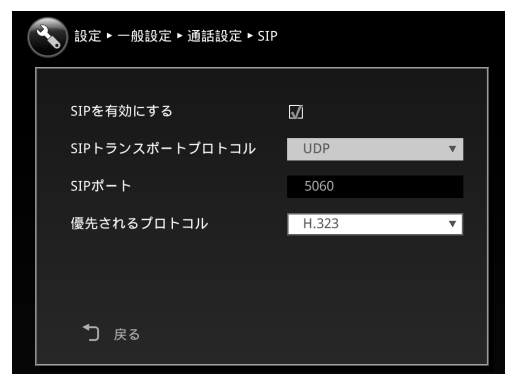 設定 ▸ 一般設定 ▸ 通話設定 ▸ SIP
SIPを有効にする
SIPトランスポートプロトコル UDP
SIPポート 5060
優先されるプロトコル H.323
戻る